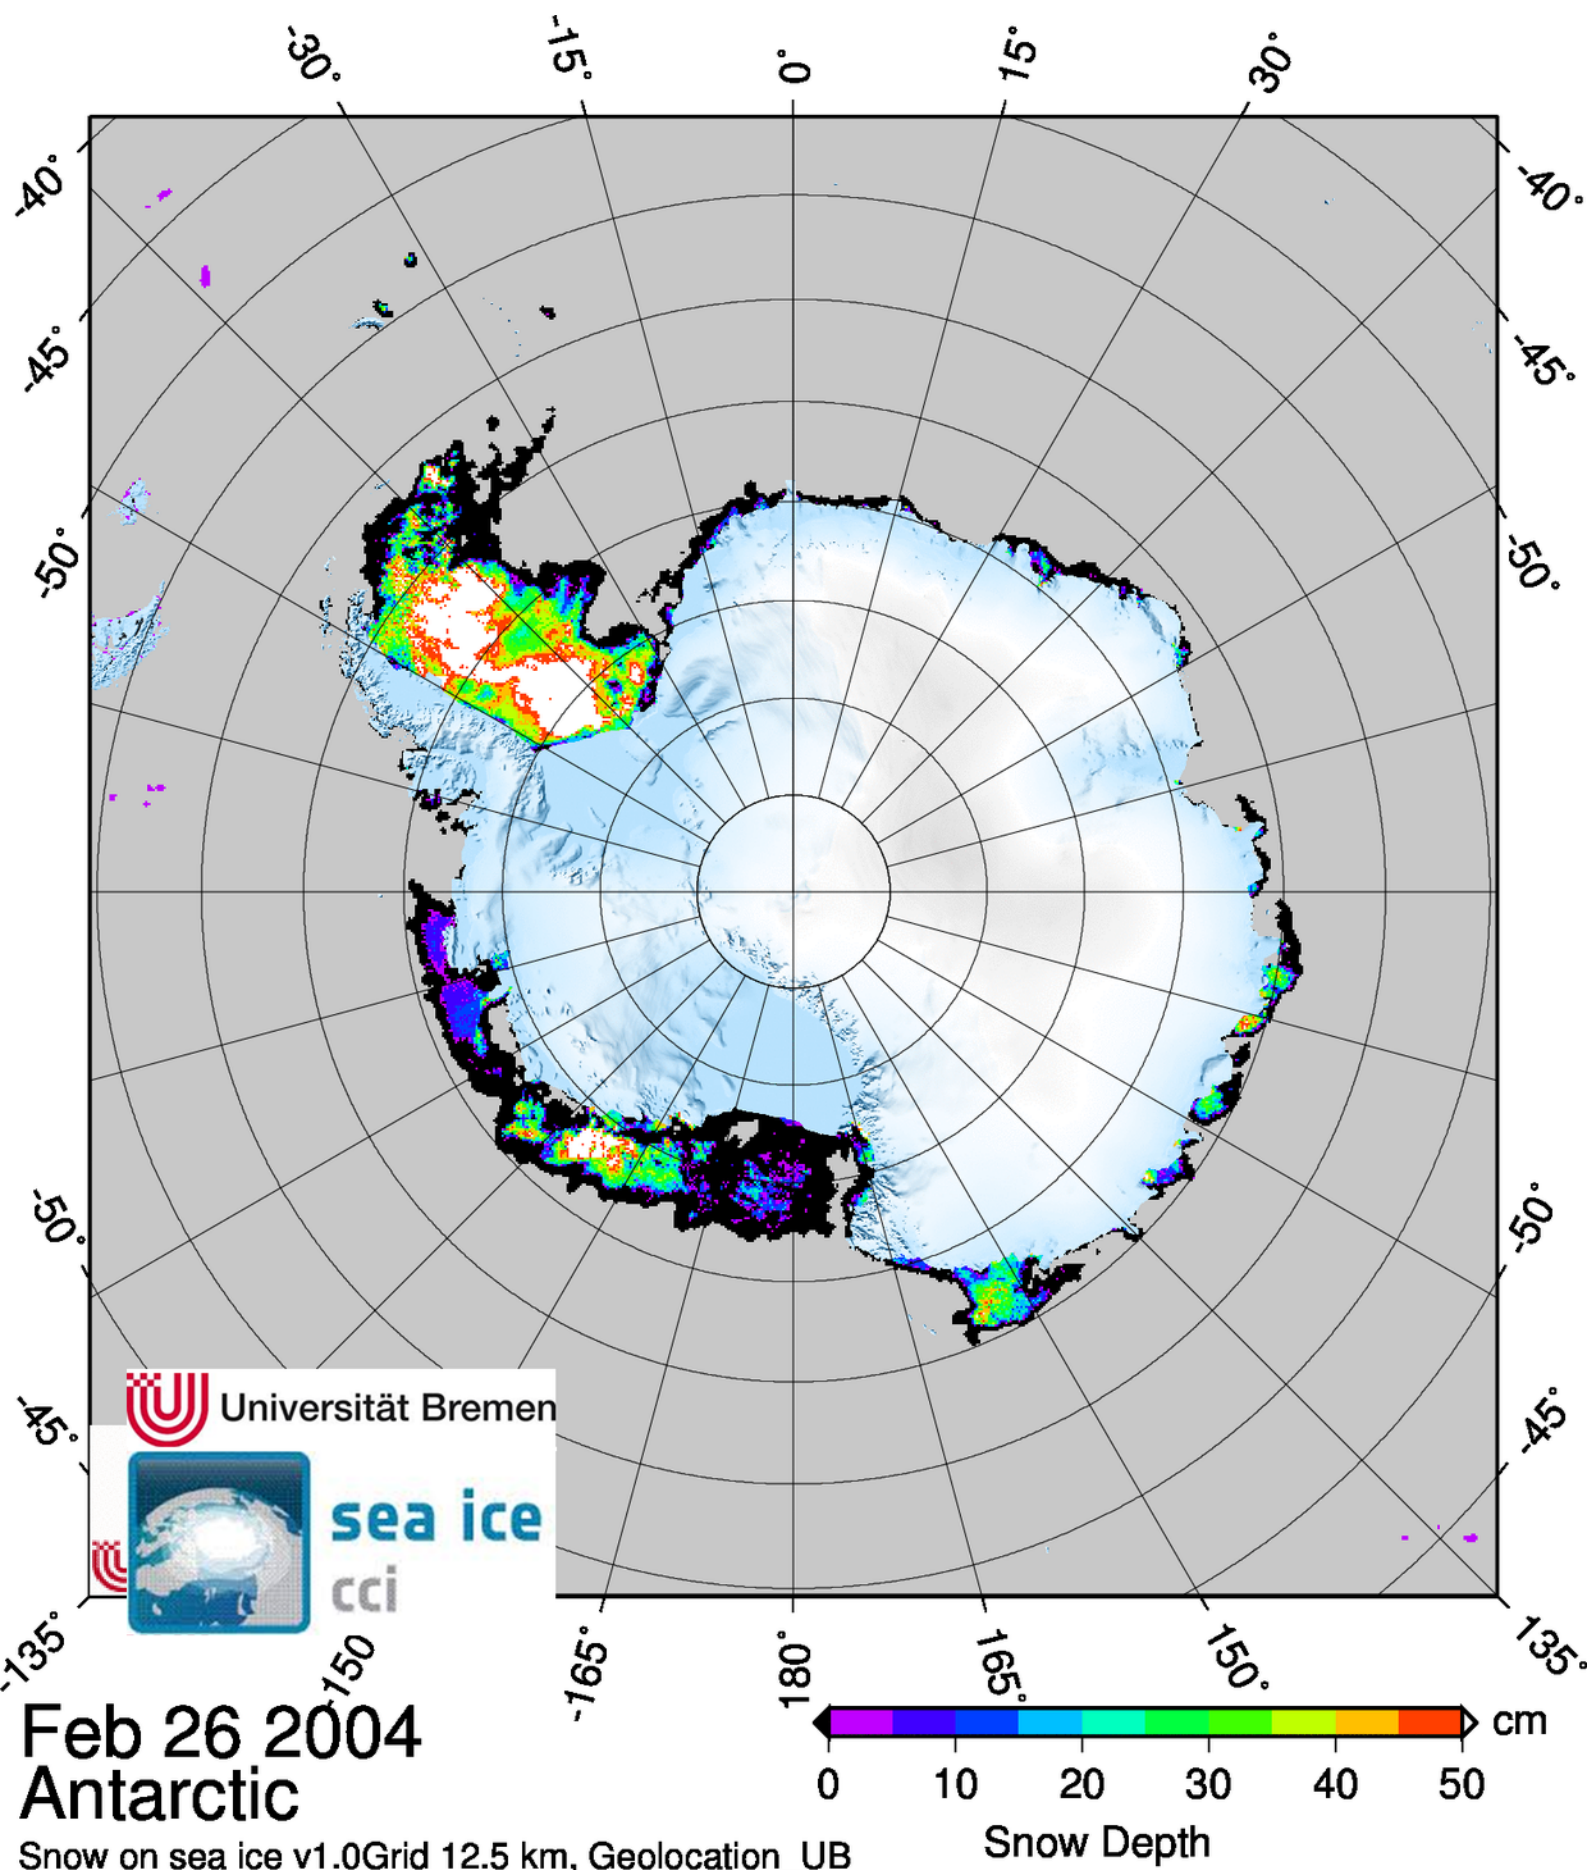 -30° -15° 0° 15° 30°
-40° -40°
-45° -45°
-50° -50°
-50° -50°
-45° -45°
Universität Bremen
sea ice
cci
-135° -150 -165° 180° 165° 150° 135°
Feb 26 2004
Antarctic
Snow on sea ice v1.0Grid 12.5 km, Geolocation UB
cm
0 10 20 30 40 50
Snow Depth